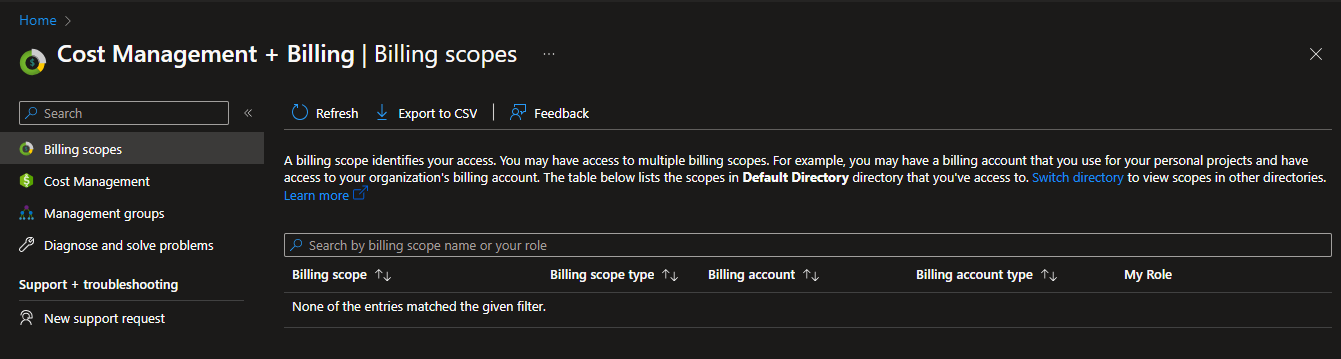 Home
Cost Management + Billing | Billing scopes
Search
Refresh
Export to CSV
Feedback
Billing scopes
Cost Management
Management groups
Diagnose and solve problems
Support + troubleshooting
New support request
A billing scope identifies your access. You may have access to multiple billing scopes. For example, you may have a billing account that you use for your personal projects and have
access to your organization's billing account. The table below lists the scopes in Default Directory directory that you've access to. Switch directory to view scopes in other directories.
Learn more
Search by billing scope name or your role
Billing scope Billing scope type Billing account Billing account type My Role
None of the entries matched the given filter.